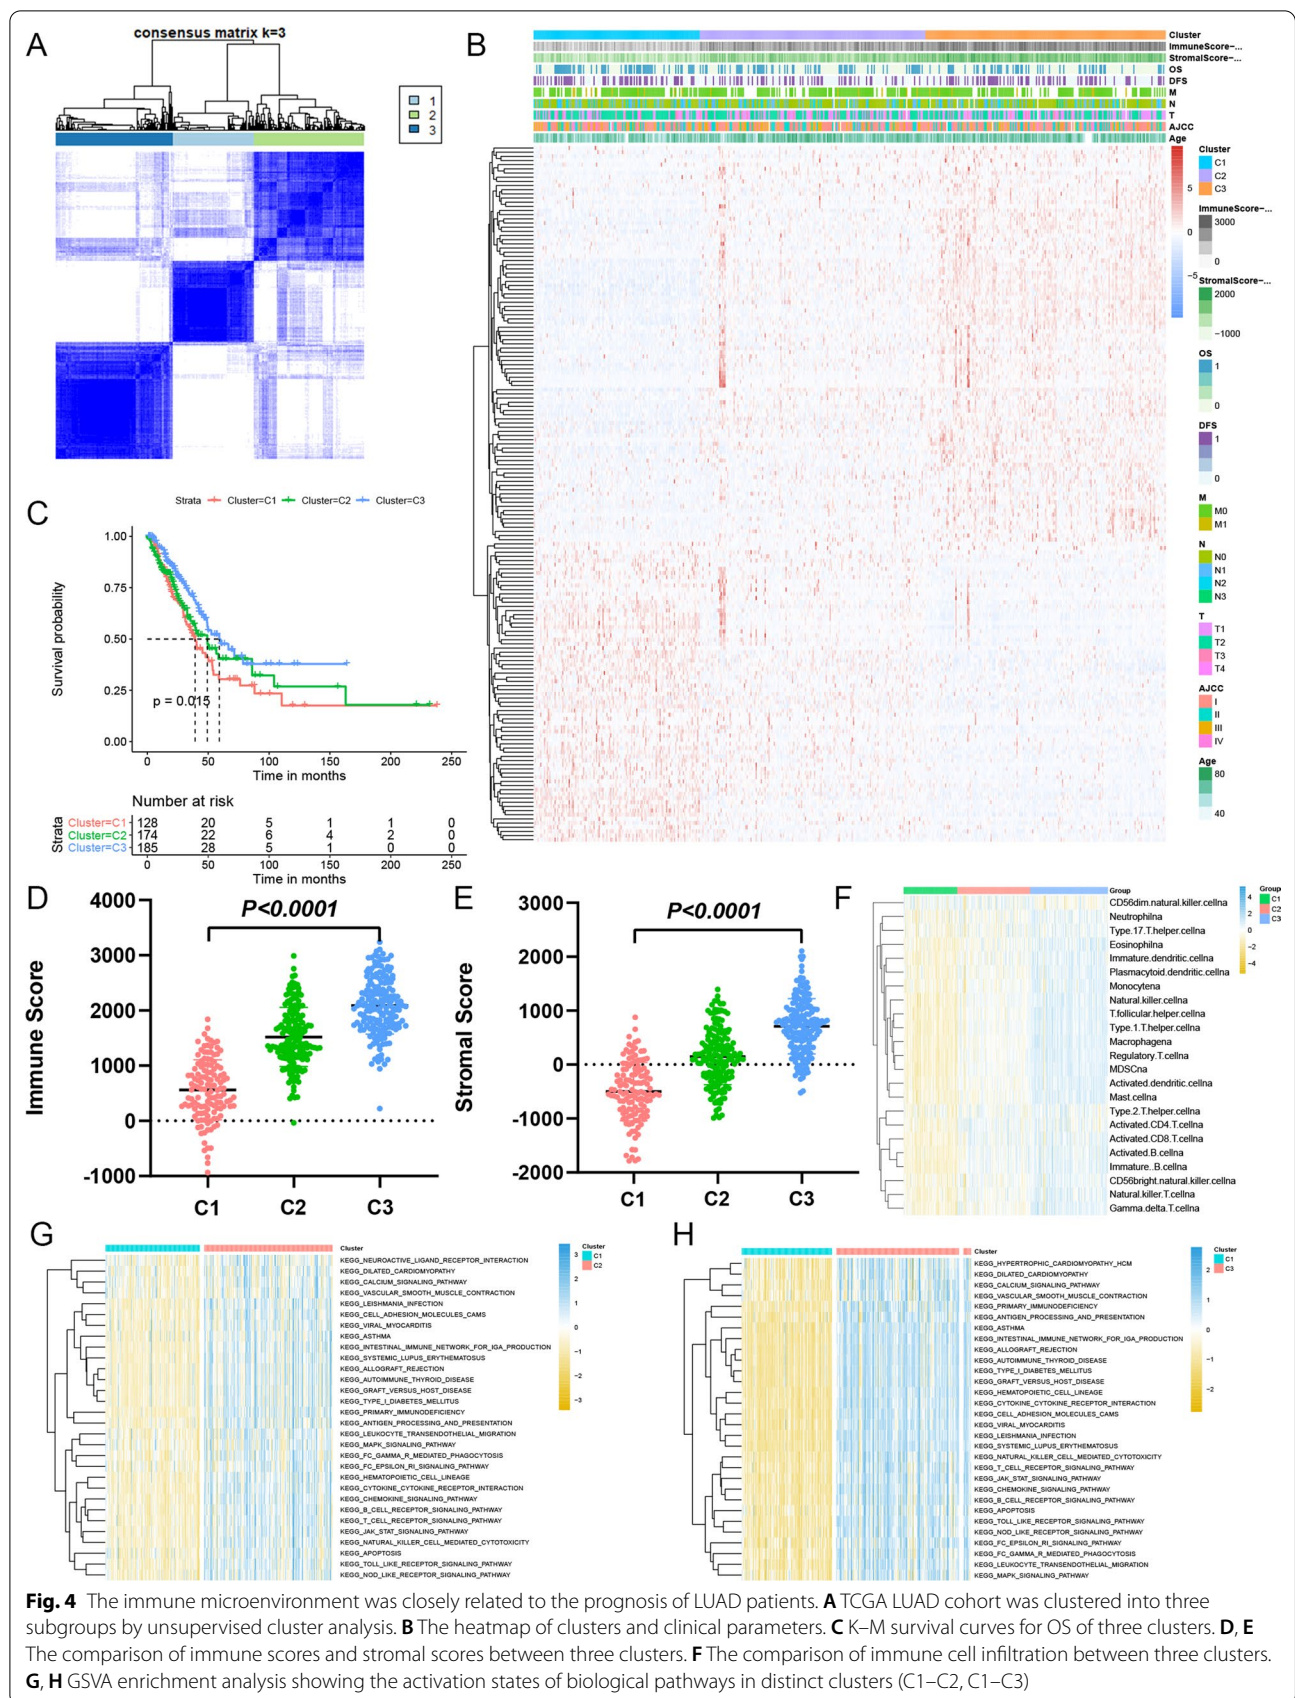 A
consensus matrix k=3
1
2
3
B
Cluster
ImmuneScore-...
StromalScore-...
OS
DFS
M
N
T
AJCC
Age
5
0
−5
Cluster
C1
C2
C3
ImmuneScore-...
3000
0
StromalScore-...
2000
−1000
OS
1
0
DFS
1
0
M
M0
M1
N
N0
N1
N2
N3
T
T1
T2
T3
T4
AJCC
I
II
III
IV
Age
80
40
C
Strata Cluster=C1 Cluster=C2 Cluster=C3
Survival probability
1.00
0.75
0.50
0.25
0.00
p = 0.015
0 50 100 150 200 250
Time in months
Number at risk
Strata
Cluster=C1 128 20 5 1 1 0
Cluster=C2 174 22 6 4 2 0
Cluster=C3 185 28 5 1 0 0
0 50 100 150 200 250
Time in months
D
Immune Score
P<0.0001
4000
3000
2000
1000
0
-1000
C1 C2 C3
E
Stromal Score
P<0.0001
3000
2000
1000
0
-1000
-2000
C1 C2 C3
F
Group
CD56dim.natural.killer.cellna
Neutrophilna
Type.17.T.helper.cellna
Eosinophilna
Immature.dendritic.cellna
Plasmacytoid.dendritic.cellna
Monocytena
Natural.killer.cellna
T.follicular.helper.cellna
Type.1.T.helper.cellna
Macrophagena
Regulatory.T.cellna
MDSCna
Activated.dendritic.cellna
Mast.cellna
Type.2.T.helper.cellna
Activated.CD4.T.cellna
Activated.CD8.T.cellna
Activated.B.cellna
Immature..B.cellna
CD56bright.natural.killer.cellna
Natural.killer.T.cellna
Gamma.delta.T.cellna
4
2
0
−2
−4
Group
C1
C2
C3
G
Cluster
KEGG_NEUROACTIVE_LIGAND_RECEPTOR_INTERACTION
KEGG_DILATED_CARDIOMYOPATHY
KEGG_CALCIUM_SIGNALING_PATHWAY
KEGG_VASCULAR_SMOOTH_MUSCLE_CONTRACTION
KEGG_LEISHMANIA_INFECTION
KEGG_CELL_ADHESION_MOLECULES_CAMS
KEGG_VIRAL_MYOCARDITIS
KEGG_ASTHMA
KEGG_INTESTINAL_IMMUNE_NETWORK_FOR_IGA_PRODUCTION
KEGG_SYSTEMIC_LUPUS_ERYTHEMATOSUS
KEGG_ALLOGRAFT_REJECTION
KEGG_AUTOIMMUNE_THYROID_DISEASE
KEGG_GRAFT_VERSUS_HOST_DISEASE
KEGG_TYPE_I_DIABETES_MELLITUS
KEGG_PRIMARY_IMMUNODEFICIENCY
KEGG_ANTIGEN_PROCESSING_AND_PRESENTATION
KEGG_LEUKOCYTE_TRANSENDOTHELIAL_MIGRATION
KEGG_MAPK_SIGNALING_PATHWAY
KEGG_FC_GAMMA_R_MEDIATED_PHAGOCYTOSIS
KEGG_FC_EPSILON_RI_SIGNALING_PATHWAY
KEGG_HEMATOPOIETIC_CELL_LINEAGE
KEGG_CYTOKINE_CYTOKINE_RECEPTOR_INTERACTION
KEGG_CHEMOKINE_SIGNALING_PATHWAY
KEGG_B_CELL_RECEPTOR_SIGNALING_PATHWAY
KEGG_T_CELL_RECEPTOR_SIGNALING_PATHWAY
KEGG_JAK_STAT_SIGNALING_PATHWAY
KEGG_NATURAL_KILLER_CELL_MEDIATED_CYTOTOXICITY
KEGG_APOPTOSIS
KEGG_TOLL_LIKE_RECEPTOR_SIGNALING_PATHWAY
KEGG_NOD_LIKE_RECEPTOR_SIGNALING_PATHWAY
3
2
1
0
−1
−2
−3
Cluster
C1
C2
H
Cluster
KEGG_HYPERTROPHIC_CARDIOMYOPATHY_HCM
KEGG_DILATED_CARDIOMYOPATHY
KEGG_CALCIUM_SIGNALING_PATHWAY
KEGG_VASCULAR_SMOOTH_MUSCLE_CONTRACTION
KEGG_PRIMARY_IMMUNODEFICIENCY
KEGG_ANTIGEN_PROCESSING_AND_PRESENTATION
KEGG_ASTHMA
KEGG_INTESTINAL_IMMUNE_NETWORK_FOR_IGA_PRODUCTION
KEGG_ALLOGRAFT_REJECTION
KEGG_AUTOIMMUNE_THYROID_DISEASE
KEGG_TYPE_I_DIABETES_MELLITUS
KEGG_GRAFT_VERSUS_HOST_DISEASE
KEGG_HEMATOPOIETIC_CELL_LINEAGE
KEGG_CYTOKINE_CYTOKINE_RECEPTOR_INTERACTION
KEGG_CELL_ADHESION_MOLECULES_CAMS
KEGG_VIRAL_MYOCARDITIS
KEGG_LEISHMANIA_INFECTION
KEGG_SYSTEMIC_LUPUS_ERYTHEMATOSUS
KEGG_NATURAL_KILLER_CELL_MEDIATED_CYTOTOXICITY
KEGG_T_CELL_RECEPTOR_SIGNALING_PATHWAY
KEGG_JAK_STAT_SIGNALING_PATHWAY
KEGG_CHEMOKINE_SIGNALING_PATHWAY
KEGG_B_CELL_RECEPTOR_SIGNALING_PATHWAY
KEGG_APOPTOSIS
KEGG_TOLL_LIKE_RECEPTOR_SIGNALING_PATHWAY
KEGG_NOD_LIKE_RECEPTOR_SIGNALING_PATHWAY
KEGG_FC_EPSILON_RI_SIGNALING_PATHWAY
KEGG_FC_GAMMA_R_MEDIATED_PHAGOCYTOSIS
KEGG_LEUKOCYTE_TRANSENDOTHELIAL_MIGRATION
KEGG_MAPK_SIGNALING_PATHWAY
2
1
0
−1
−2
Cluster
C1
C3
Fig. 4 The immune microenvironment was closely related to the prognosis of LUAD patients. A TCGA LUAD cohort was clustered into three
subgroups by unsupervised cluster analysis. B The heatmap of clusters and clinical parameters. C K–M survival curves for OS of three clusters. D, E
The comparison of immune scores and stromal scores between three clusters. F The comparison of immune cell infiltration between three clusters.
G, H GSVA enrichment analysis showing the activation states of biological pathways in distinct clusters (C1–C2, C1–C3)